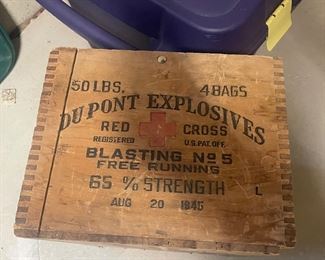 50 LBS. 4 BAGS
DU PONT EXPLOSIVES
RED CROSS
REGISTERED U.S. PAT. OFF.
BLASTING No 5
FREE RUNNING
65 % STRENGTH L
AUG 20 1945